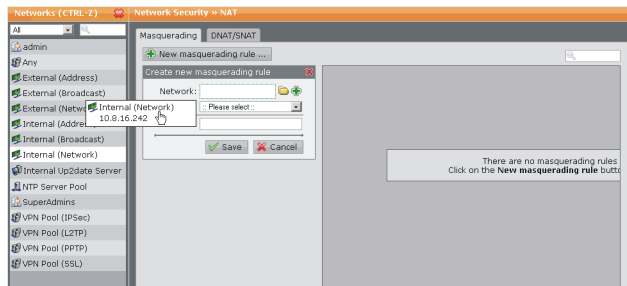 Networks (CTRL-Z)
All
admin
Any
External (Address)
External (Broadcast)
External (Netw
Internal (Addre
Internal (Broadcast)
Internal (Network)
Internal Up2date Server
NTP Server Pool
SuperAdmins
VPN Pool (IPSec)
VPN Pool (L2TP)
VPN Pool (PPTP)
VPN Pool (SSL)
Network Security » NAT
Masquerading
DNAT/SNAT
New masquerading rule ...
Create new masquerading rule
Network:
Internal (Network)
10.8.16.242
:: Please select ::
Save
Cancel
There are no masquerading rules
Click on the New masquerading rule butto